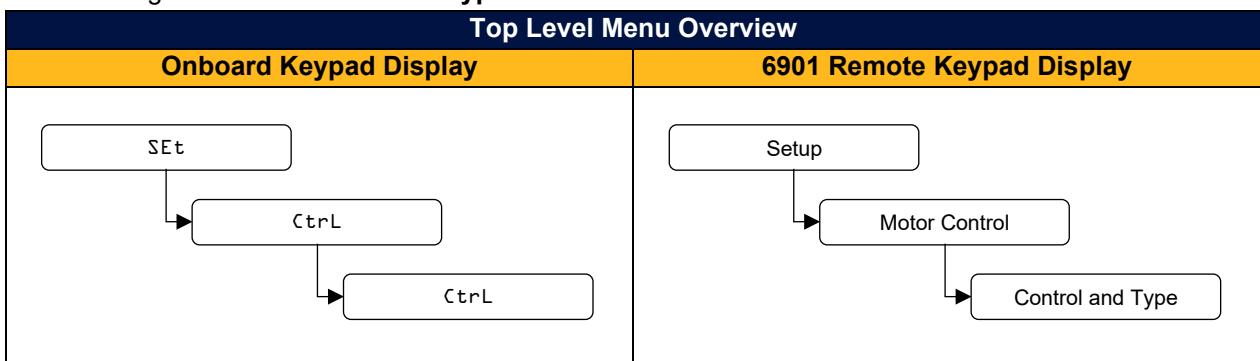 Top Level Menu Overview
Onboard Keypad Display
6901 Remote Keypad Display
SEt
CtrL
CtrL
Setup
Motor Control
Control and Type